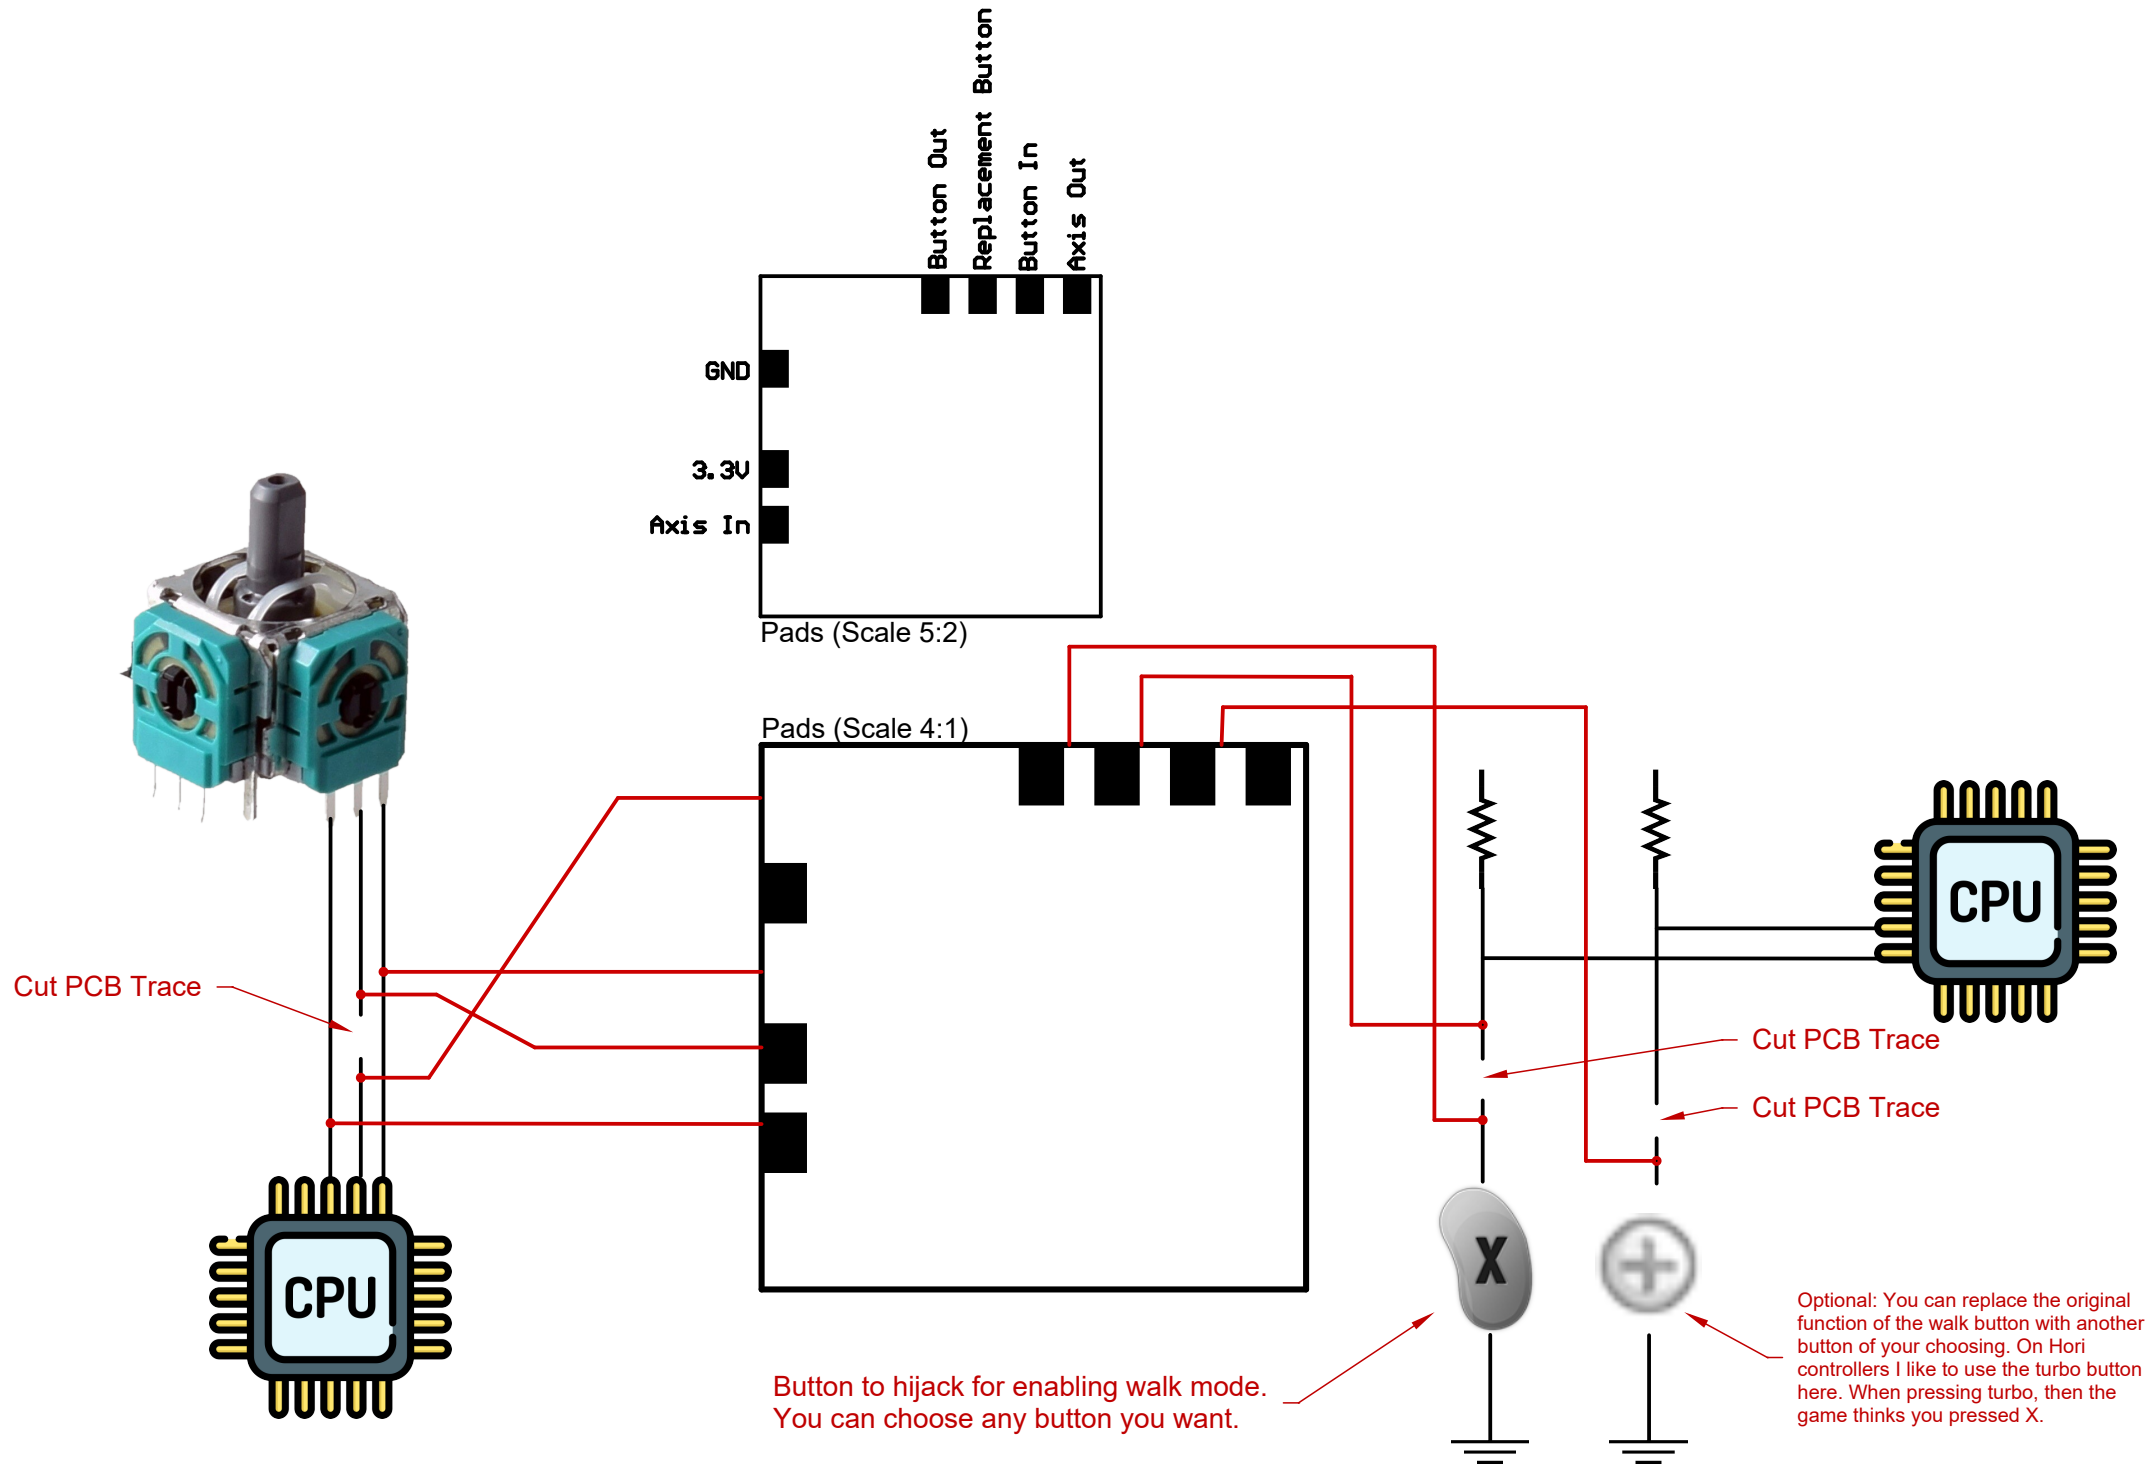 Button Out
Replacement Button
Button In
Axis Out
GND
3.3V
Axis In
Pads (Scale 5:2)
Pads (Scale 4:1)
CPU
Cut PCB Trace
Cut PCB Trace
Cut PCB Trace
X
CPU
Button to hijack for enabling walk mode.
You can choose any button you want.
Optional: You can replace the original
function of the walk button with another
button of your choosing. On Hori
controllers I like to use the turbo button
here. When pressing turbo, then the
game thinks you pressed X.